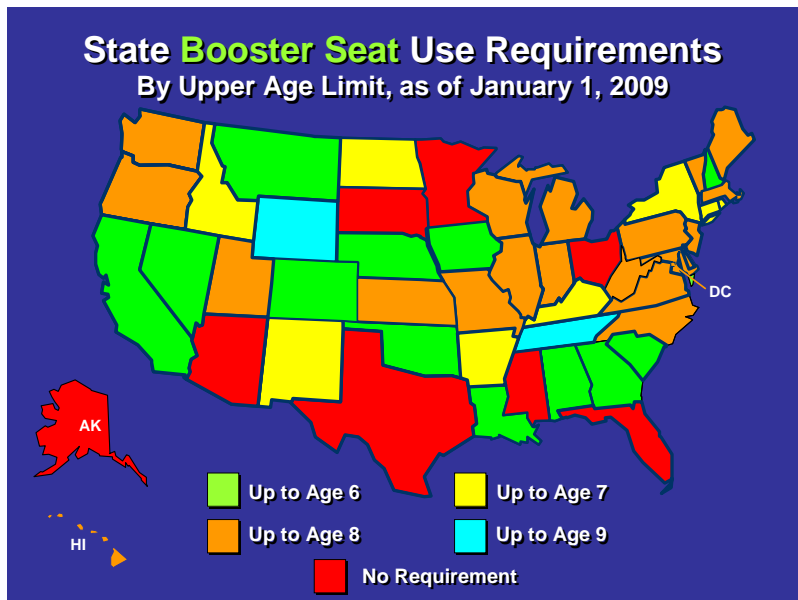 State Booster Seat Use Requirements
By Upper Age Limit, as of January 1, 2009
DC
AK
HI
Up to Age 6
Up to Age 7
Up to Age 8
Up to Age 9
No Requirement